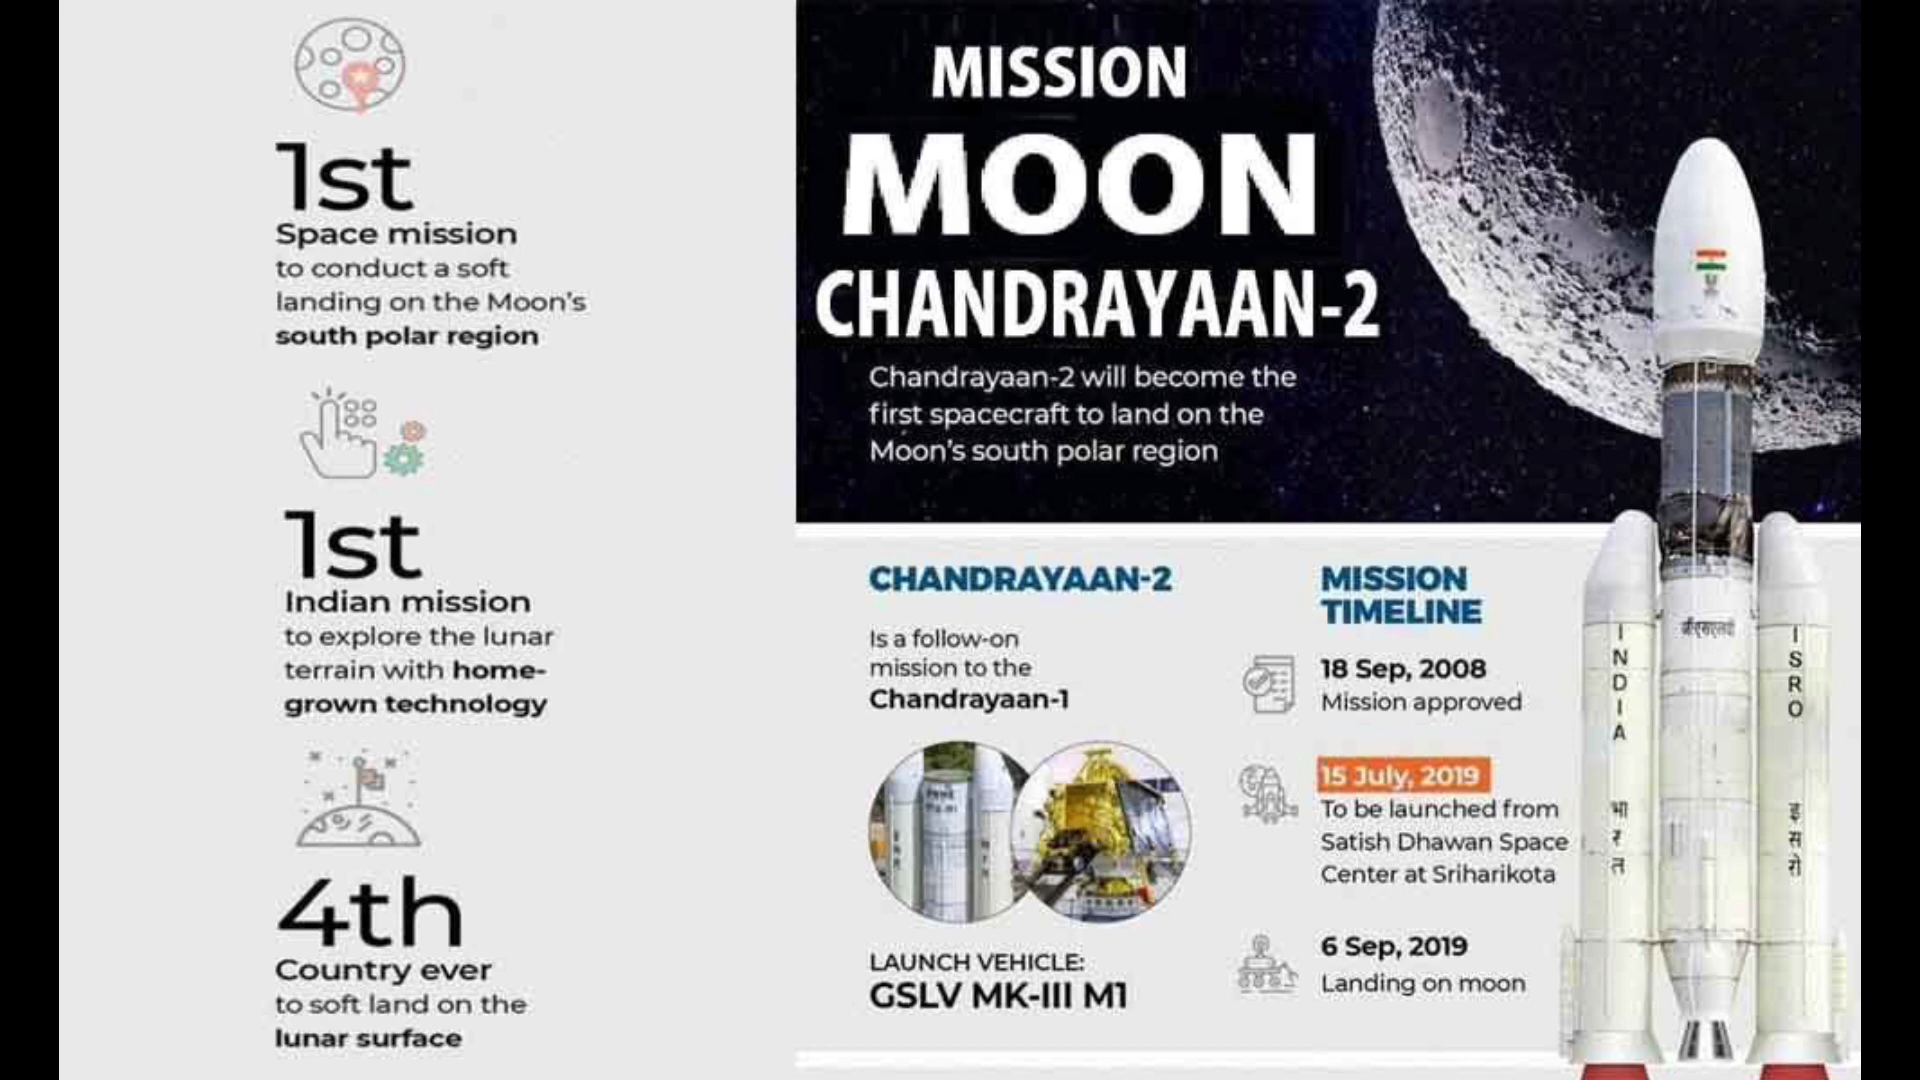 1st
Space mission
to conduct a soft
landing on the Moon's
south polar region
1st
Indian mission
to explore the lunar
terrain with home-
grown technology
4th
Country ever
to soft land on the
lunar surface
MISSION
MOON
CHANDRAYAAN-2
Chandrayaan-2 will become the
first spacecraft to land on the
Moon's south polar region
CHANDRAYAAN-2
Is a follow-on
mission to the
Chandrayaan-1
LAUNCH VEHICLE:
GSLV MK-III M1
MISSION
TIMELINE
18 Sep, 2008
Mission approved
15 July, 2019
To be launched from
Satish Dhawan Space
Center at Sriharikota
6 Sep, 2019
Landing on moon
INDIA
भारत
जीएसएलवी
ISRO
इसरो